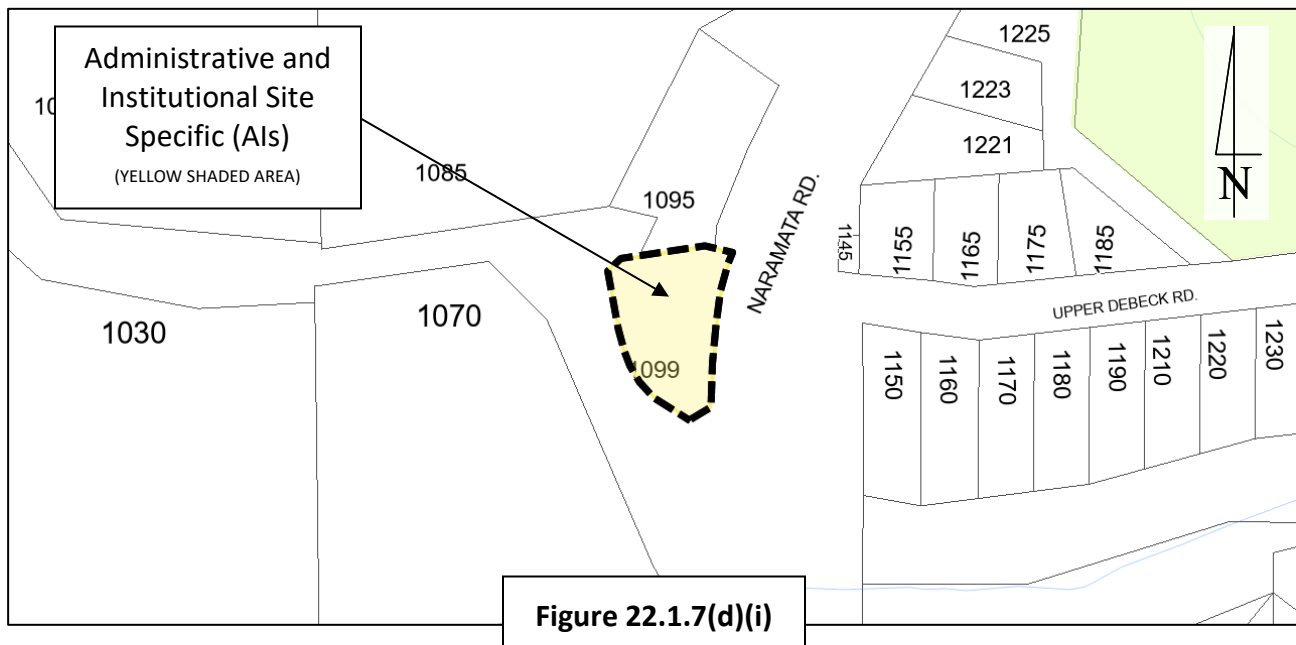 Administrative and
Institutional Site
Specific (AIs)
(YELLOW SHADED AREA)
1085
1095
1225
1223
1221
N
NARAMATA RD.
1145
1155
1165
1175
1185
UPPER DEBECK RD.
1030
1070
1099
1150
1160
1170
1180
1190
1210
1220
1230
Figure 22.1.7(d)(i)